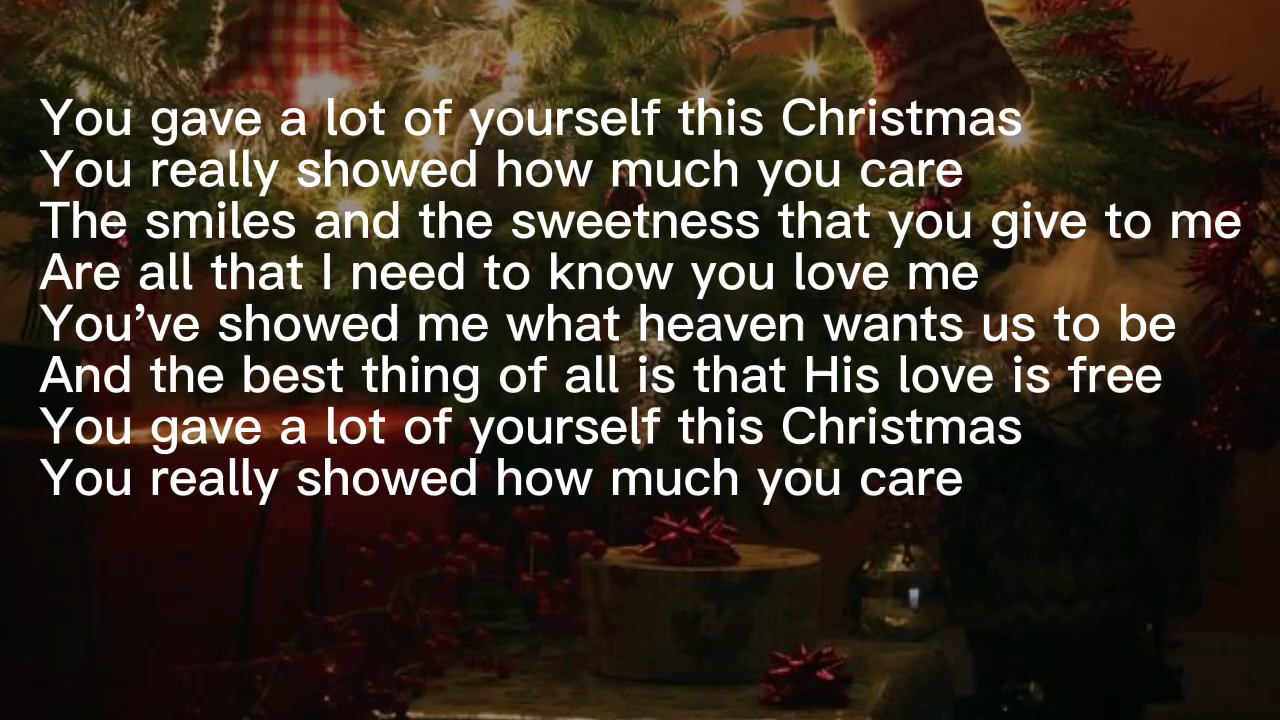 You gave a lot of yourself this Christmas
You really showed how much you care
The smiles and the sweetness that you give to me
Are all that I need to know you love me
You’ve showed me what heaven wants us to be
And the best thing of all is that His love is free
You gave a lot of yourself this Christmas
You really showed how much you care